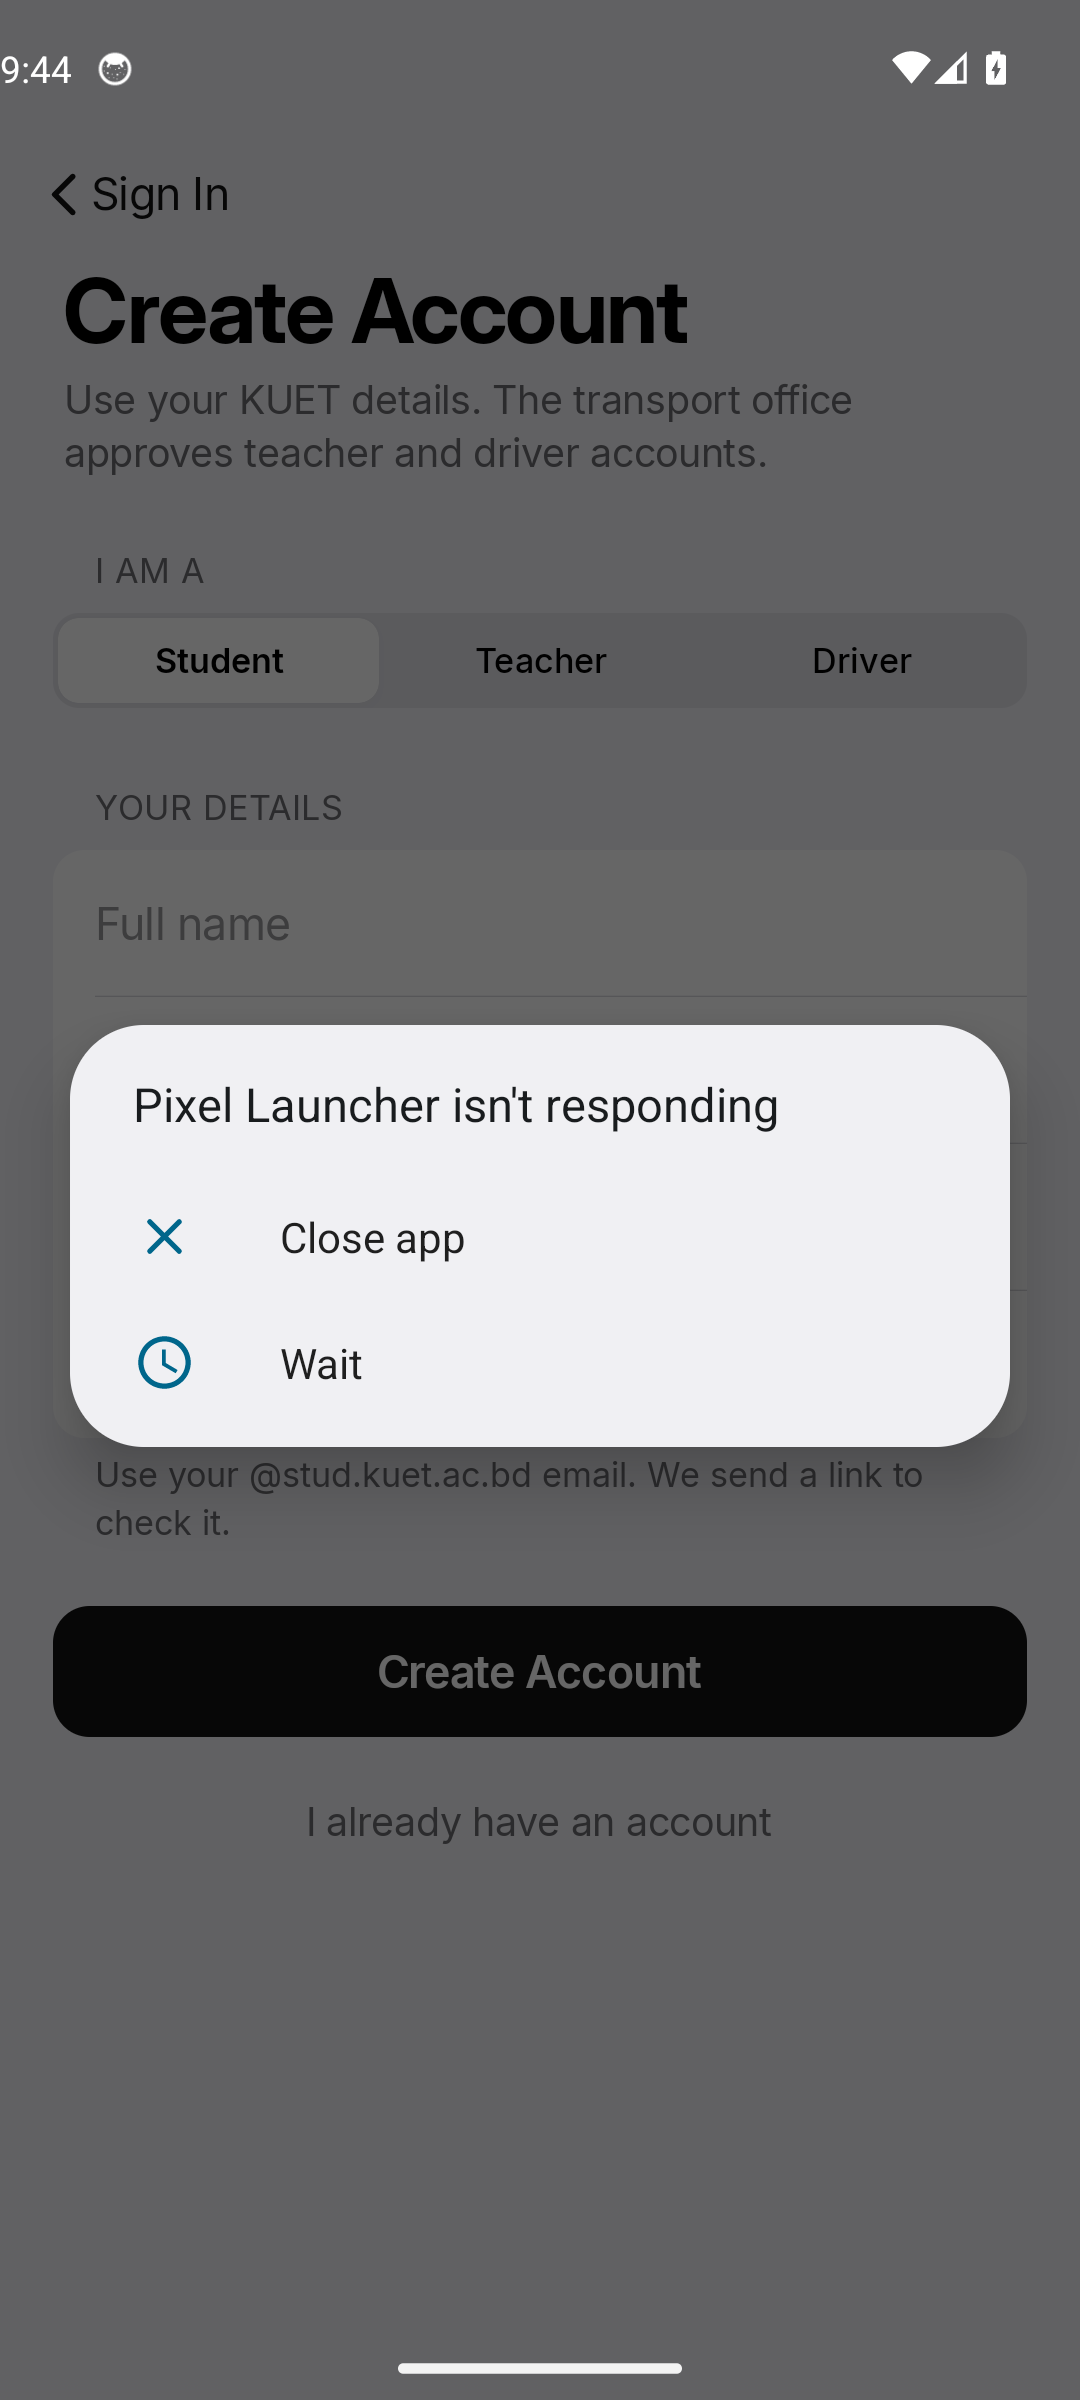 9:44
Sign In
Create Account
Use your KUET details. The transport office
approves teacher and driver accounts.
I AM A
Student
Teacher
Driver
YOUR DETAILS
Full name
Pixel Launcher isn't responding
Close app
Wait
Use your @stud.kuet.ac.bd email. We send a link to
check it.
Create Account
I already have an account